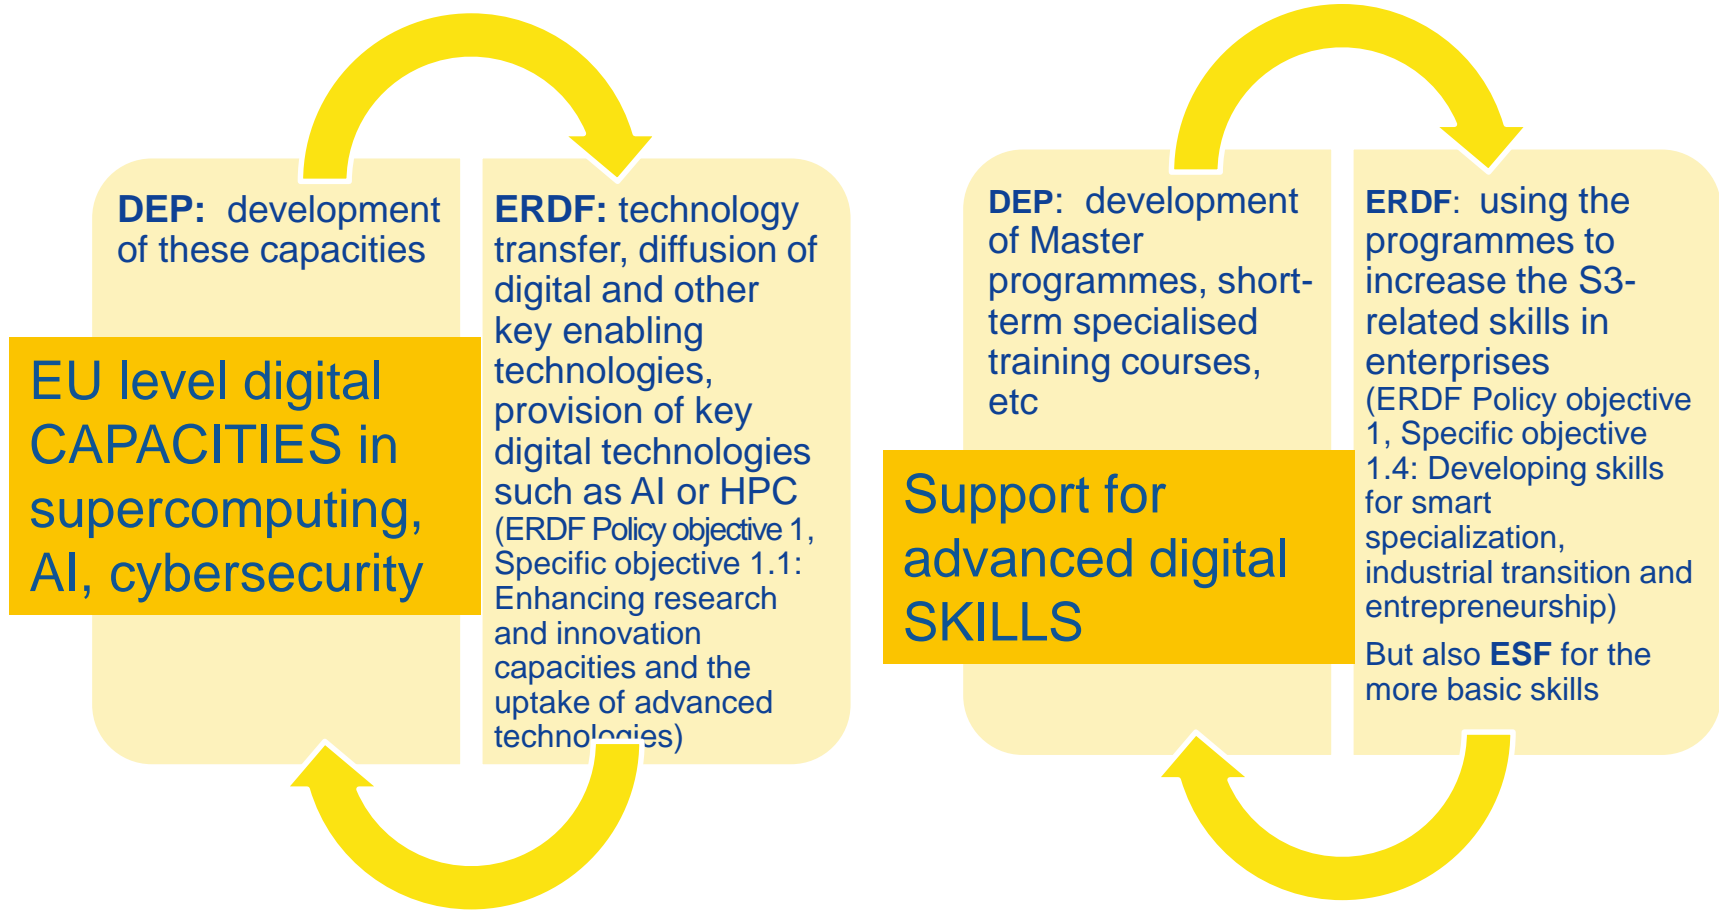 DEP: development
of these capacities
EU level digital
CAPACITIES in
supercomputing,
AI, cybersecurity
ERDF: technology
transfer, diffusion of
digital and other
key enabling
technologies,
provision of key
digital technologies
such as AI or HPC
(ERDF Policy objective 1,
Specific objective 1.1:
Enhancing research
and innovation
capacities and the
uptake of advanced
technologies)
DEP: development
of Master
programmes, short-
term specialised
training courses,
etc
Support for
advanced digital
SKILLS
ERDF: using the
programmes to
increase the S3-
related skills in
enterprises
(ERDF Policy objective
1, Specific objective
1.4: Developing skills
for smart
specialization,
industrial transition and
entrepreneurship)
But also ESF for the
more basic skills